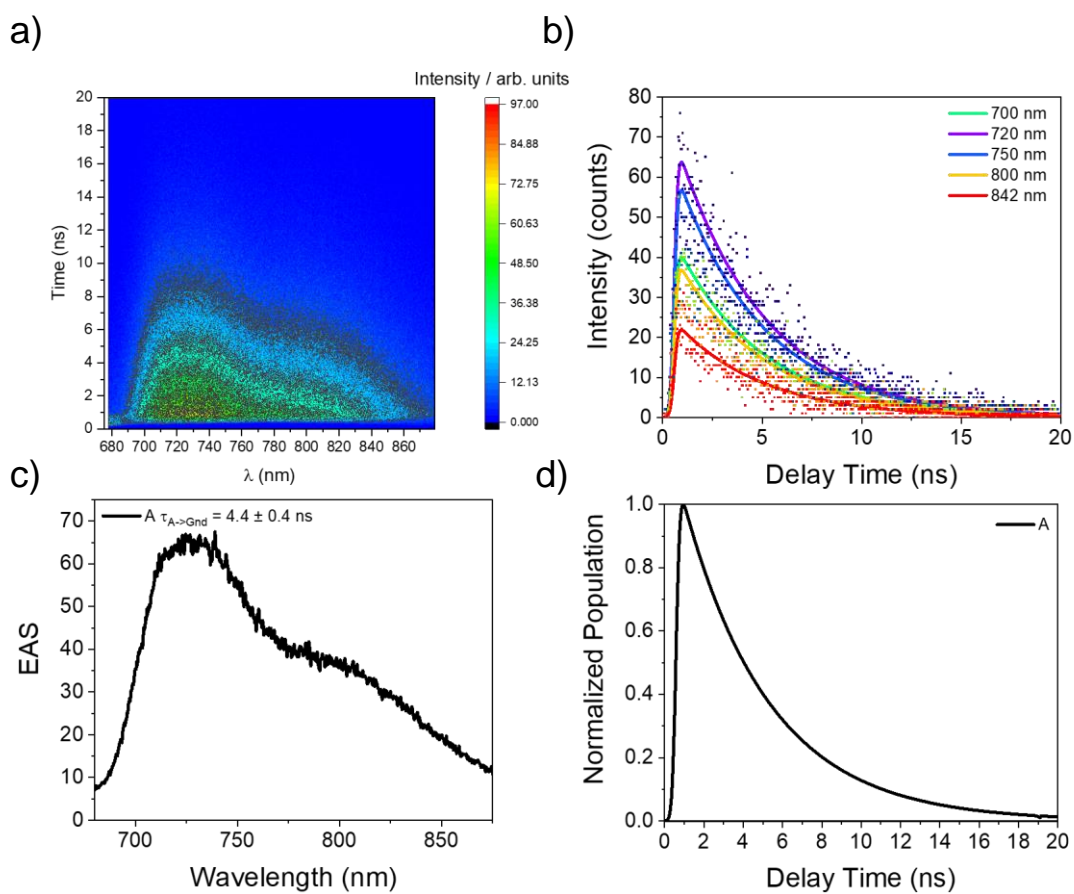 a)
b)
Intensity / arb. units
20
18
16
14
12
10
8
6
4
2
1
0
Time (ns)
680 700 720 740 760 780 800 820 840 860
λ (nm)
97.00
84.88
72.75
60.63
48.50
36.38
24.25
12.13
0.000
80
70
60
50
40
30
20
10
0
Intensity (counts)
700 nm
720 nm
750 nm
800 nm
842 nm
0 5 10 15 20
Delay Time (ns)
c)
d)
70
60
50
40
30
20
10
0
EAS
A τA->Gnd = 4.4 ± 0.4 ns
700 750 800 850
Wavelength (nm)
1.0
0.8
0.6
0.4
0.2
0.0
Normalized Population
A
0 2 4 6 8 10 12 14 16 18 20
Delay Time (ns)